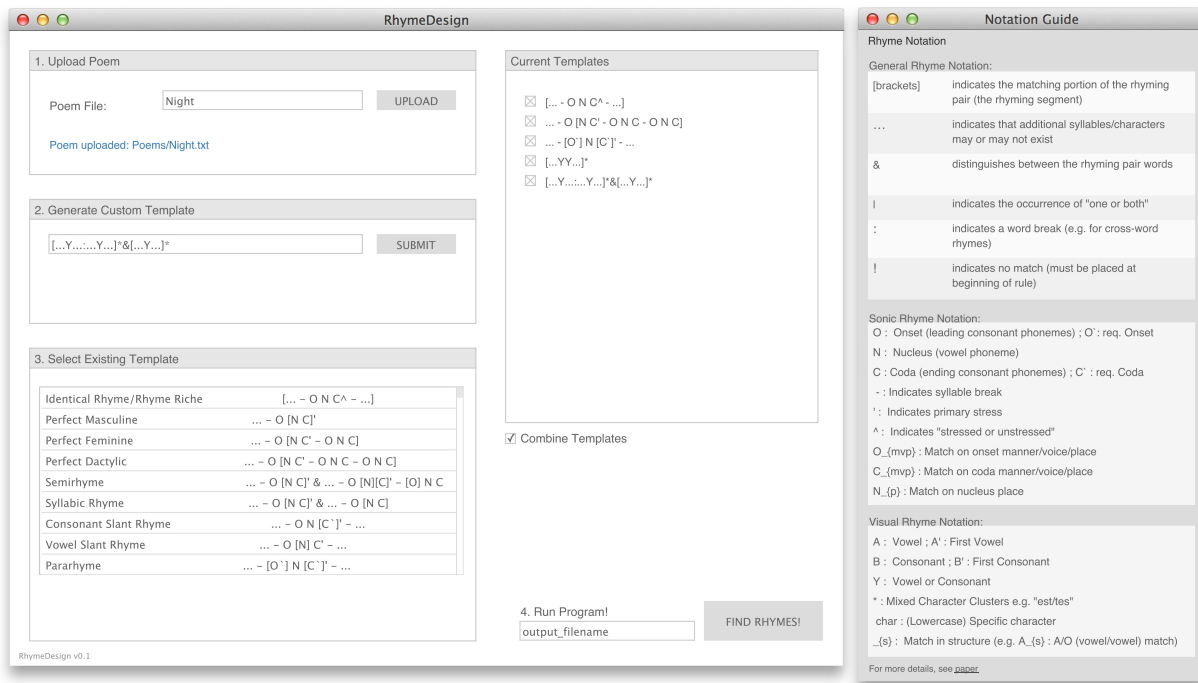 RhymeDesign
1. Upload Poem
Poem File:
Night
UPLOAD
Poem uploaded: Poems/Night.txt
2. Generate Custom Template
[...Y...:...Y...]*&[...Y...]*
SUBMIT
3. Select Existing Template
Identical Rhyme/Rhyme Riche [... – O N C^ – ...]
Perfect Masculine ... – O [N C]'
Perfect Feminine ... – O [N C' – O N C]
Perfect Dactylic ... – O [N C' – O N C – O N C]
Semirhyme ... – O [N C]' & ... – O [N][C]' – [O] N C
Syllabic Rhyme ... – O [N C]' & ... – O [N C]
Consonant Slant Rhyme ... – O N [C`]' – ...
Vowel Slant Rhyme ... – O [N] C' – ...
Pararhyme ... – [O`] N [C`]' – ...
RhymeDesign v0.1
Current Templates
[... - O N C^ - ...]
... - O [N C' - O N C - O N C]
... - [O`] N [C`]' - ...
[...YY...]*
[...Y...:...Y...]*&[...Y...]*
Combine Templates
4. Run Program!
output_filename
FIND RHYMES!
Notation Guide
Rhyme Notation
General Rhyme Notation:
[brackets] indicates the matching portion of the rhyming
pair (the rhyming segment)
... indicates that additional syllables/characters
may or may not exist
& distinguishes between the rhyming pair words
| indicates the occurrence of "one or both"
: indicates a word break (e.g. for cross-word
rhymes)
! indicates no match (must be placed at
beginning of rule)
Sonic Rhyme Notation:
O : Onset (leading consonant phonemes) ; O`: req. Onset
N : Nucleus (vowel phoneme)
C : Coda (ending consonant phonemes) ; C` : req. Coda
- : Indicates syllable break
' : Indicates primary stress
^ : Indicates "stressed or unstressed"
O_{mvp} : Match on onset manner/voice/place
C_{mvp} : Match on coda manner/voice/place
N_{p} : Match on nucleus place
Visual Rhyme Notation:
A : Vowel ; A' : First Vowel
B : Consonant ; B' : First Consonant
Y : Vowel or Consonant
* : Mixed Character Clusters e.g. "est/tes"
char : (Lowercase) Specific character
_{s} : Match in structure (e.g. A_{s} : A/O (vowel/vowel) match)
For more details, see paper